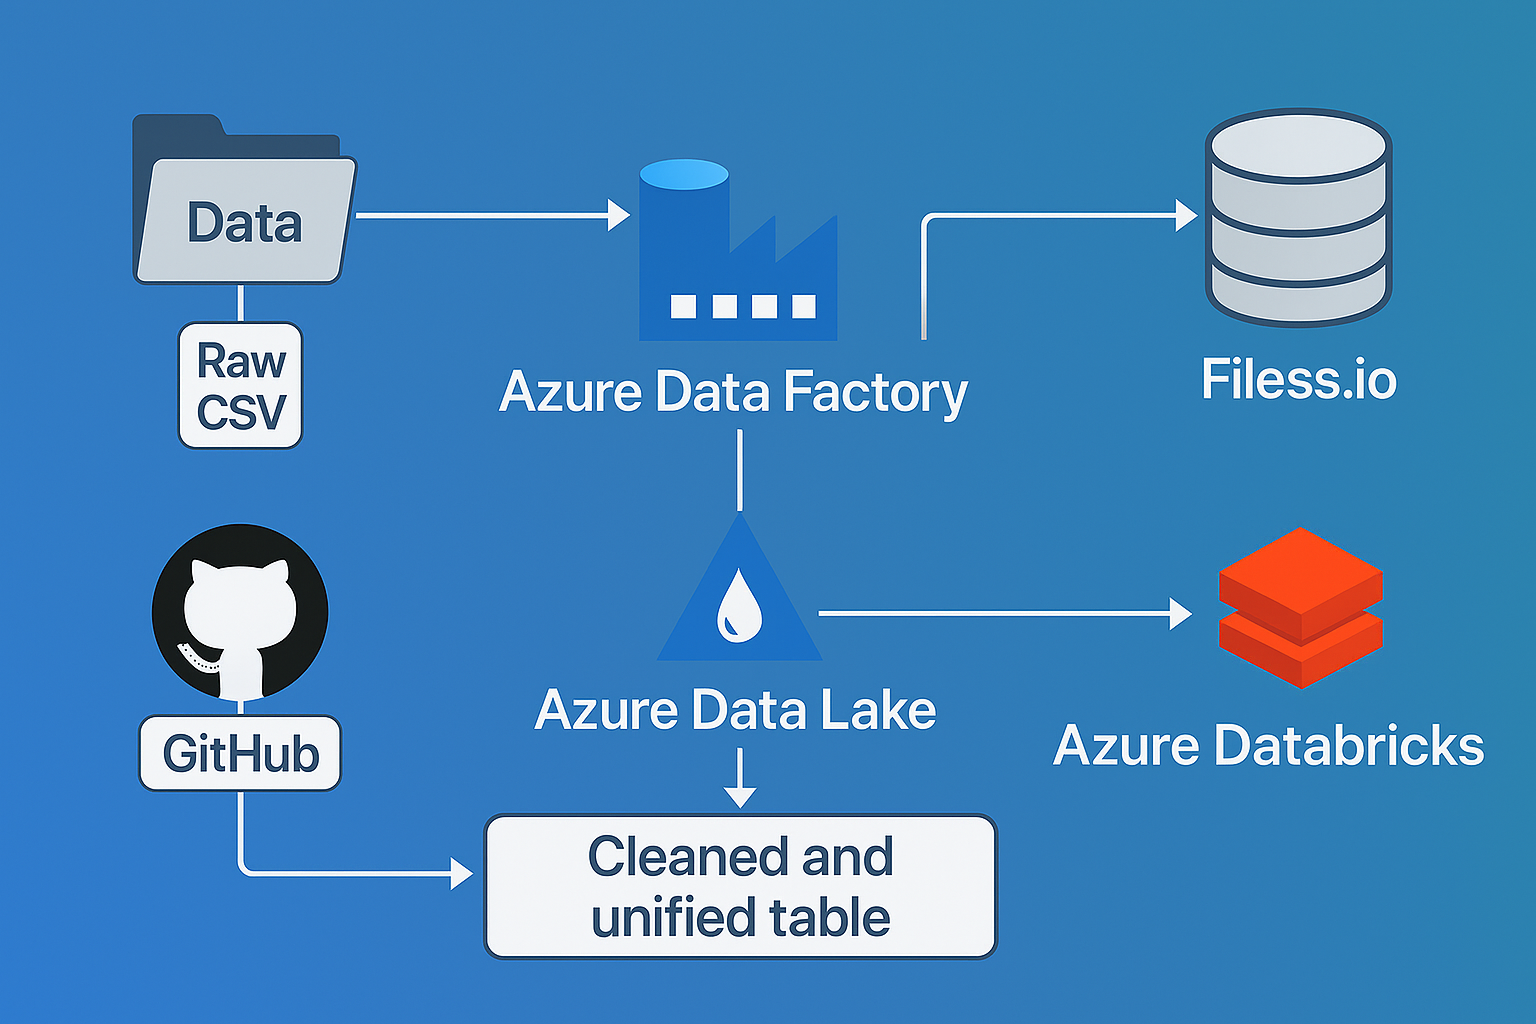 Data
Raw
CSV
Azure Data Factory
Filess.io
GitHub
Azure Data Lake
Azure Databricks
Cleaned and
unified table